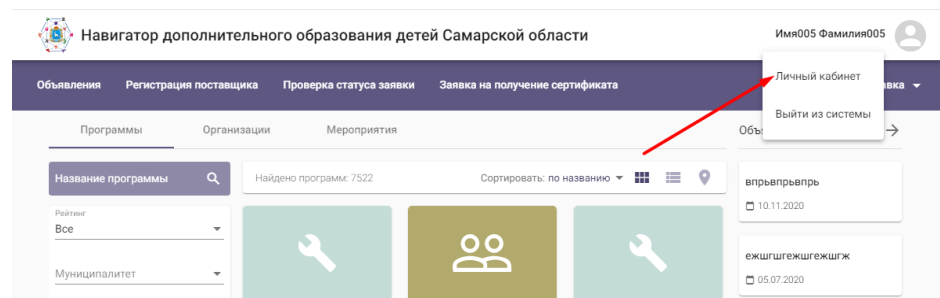 Навигатор дополнительного образования детей Самарской области
Имя005 Фамилия005
Объявления Регистрация поставщика Проверка статуса заявки Заявка на получение сертификата
Личный кабинет
Выйти из системы
Программы Организации Мероприятия
Название программы
Найдено программ: 7522 Сортировать: по названию
Рейтинг
Все
Муниципалитет
впрьвпрьвпрь
10.11.2020
ежшгшгежшгежшгж
05.07.2020